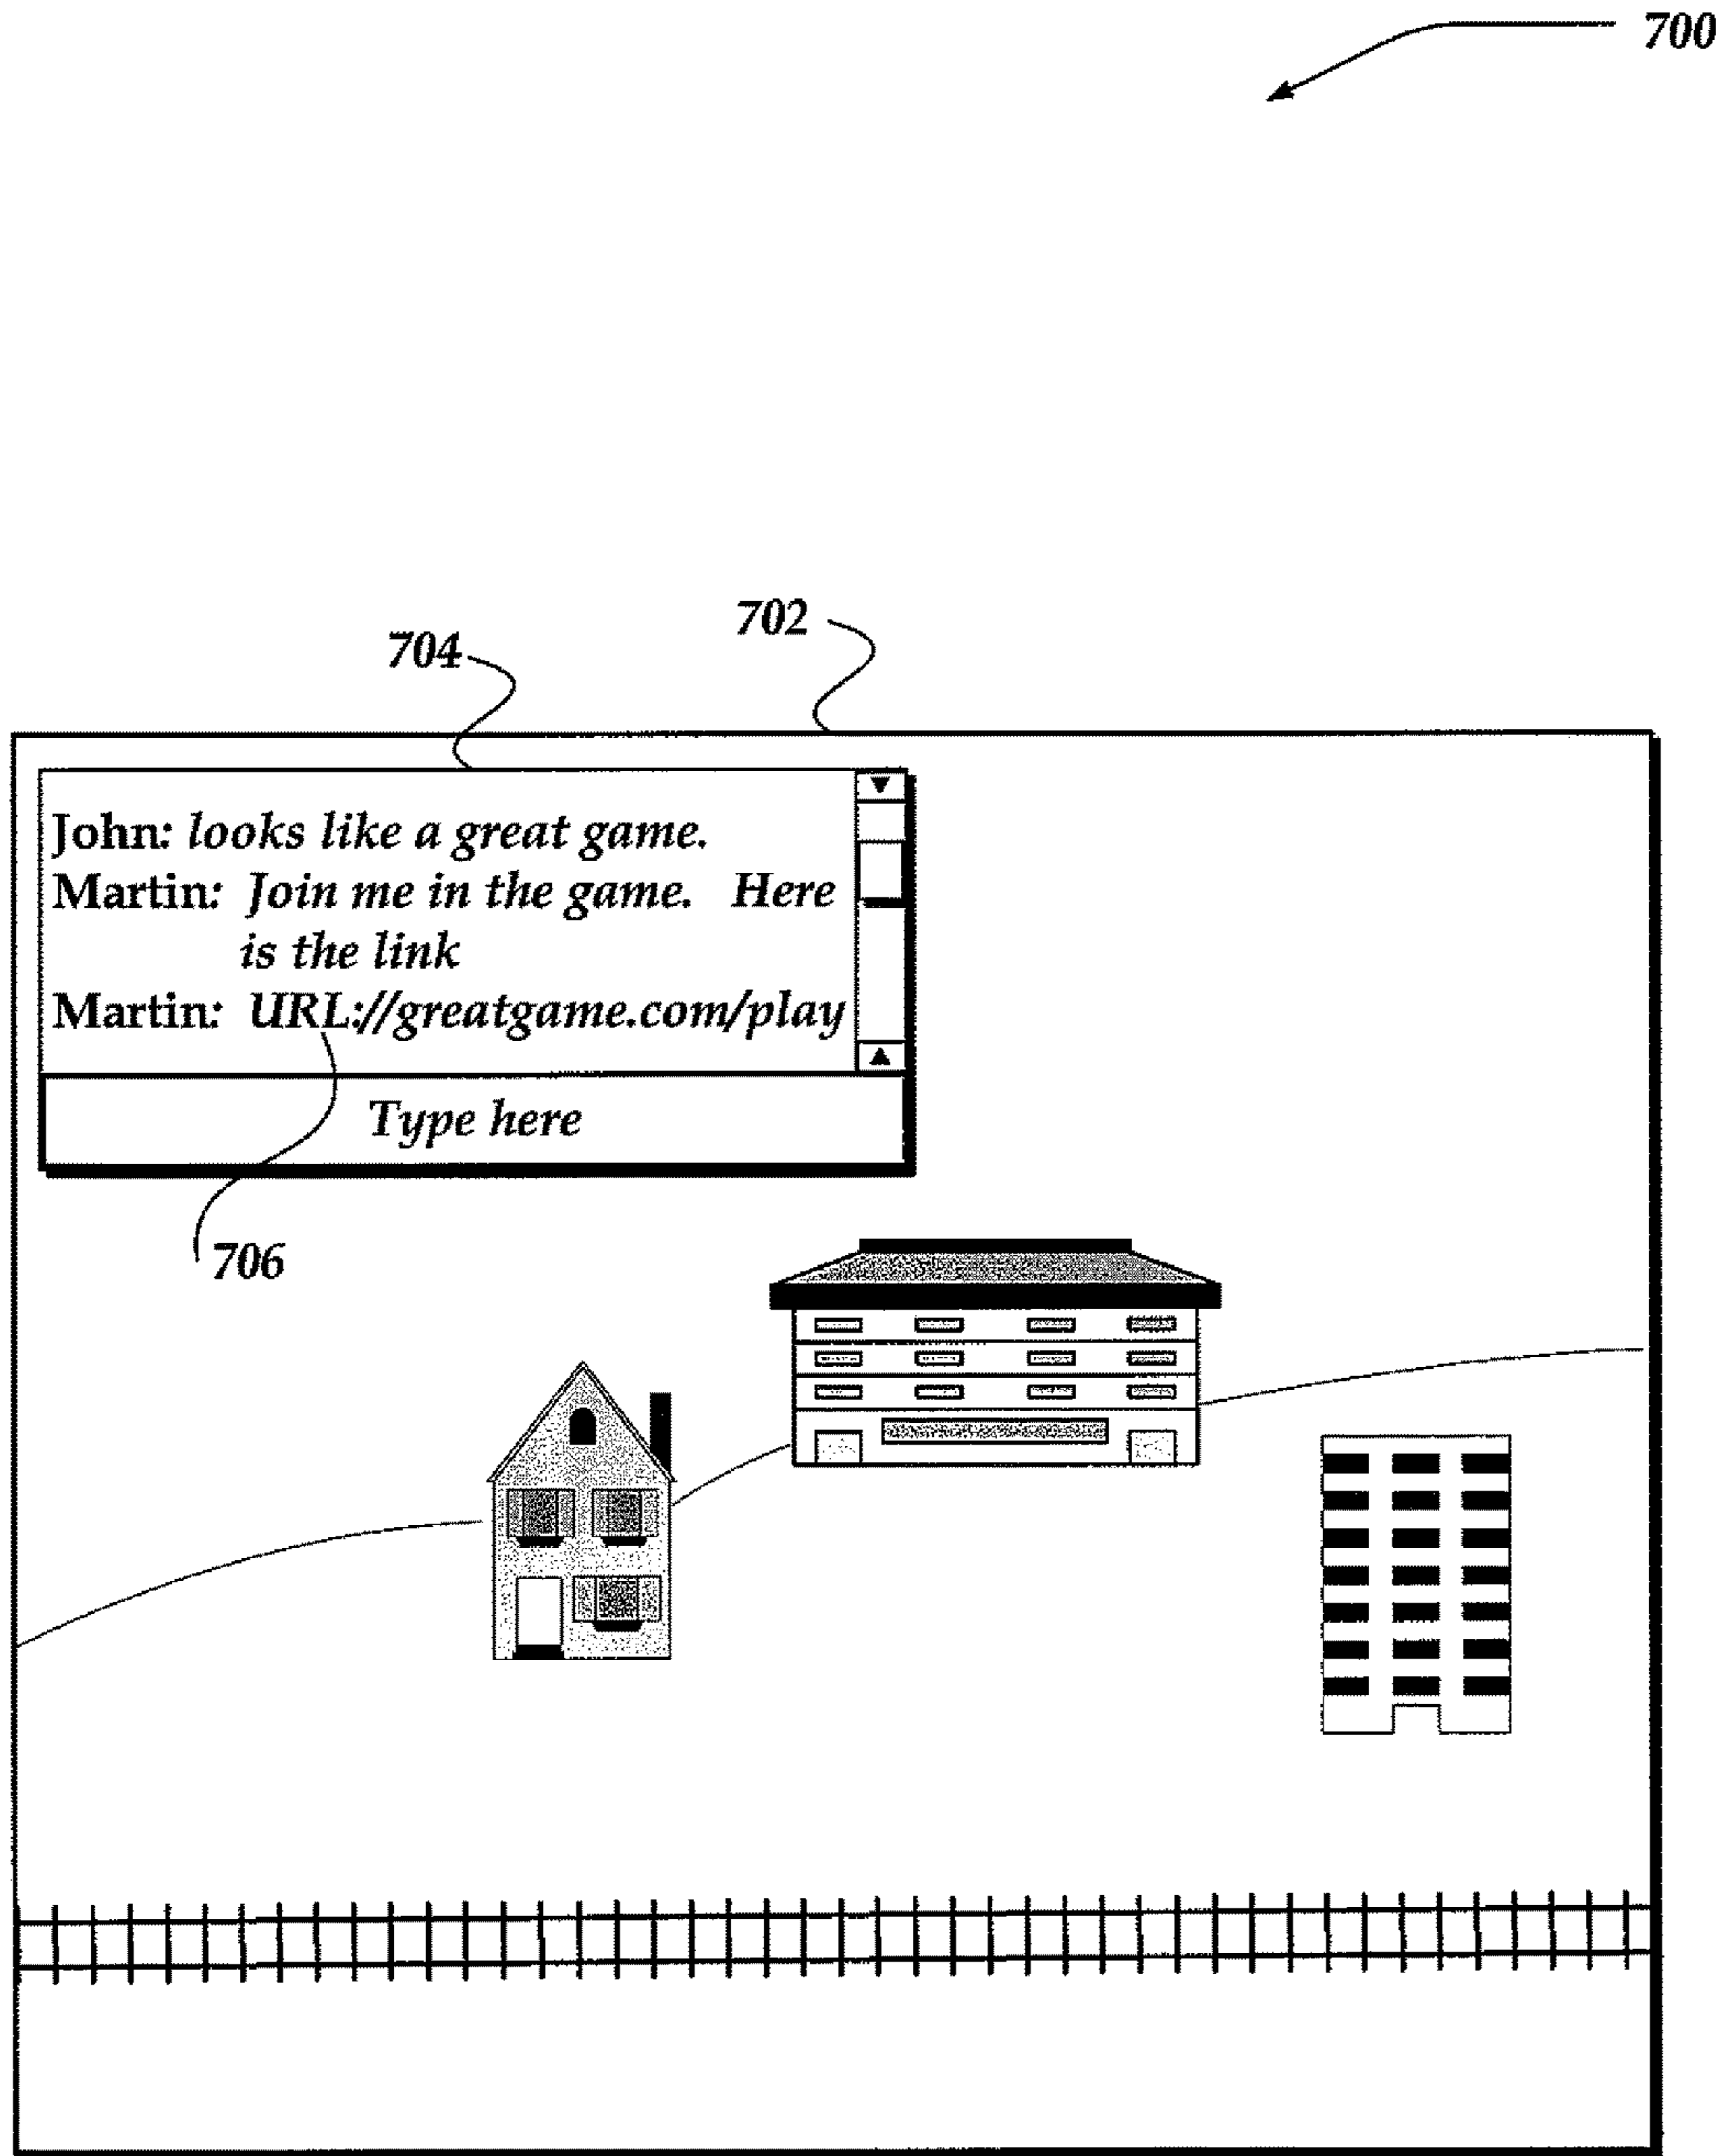 700
702
704
John: looks like a great game.
Martin: Join me in the game. Here
is the link
Martin: URL://greatgame.com/play
Type here
706